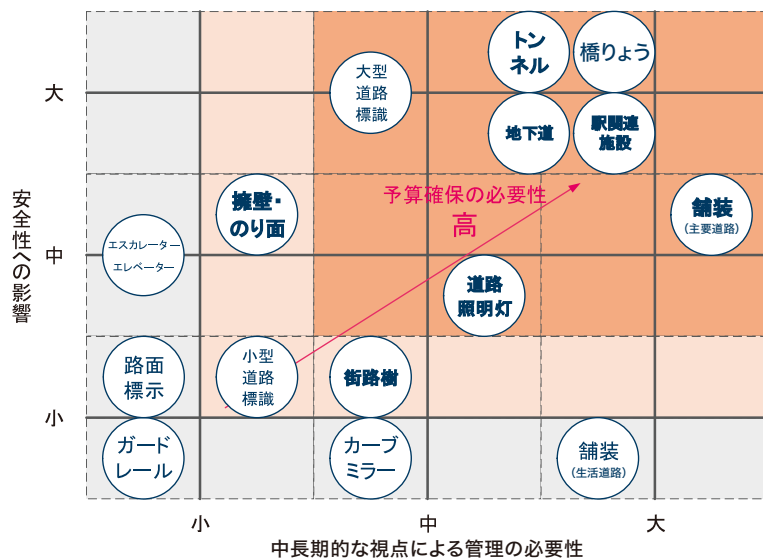 トン
ネル
橋りょう
大型
道路
標識
大
地下道
駅関連
施設
予算確保の必要性
高
擁壁・
のり面
舗装
(主要道路)
エスカレーター
エレベーター
中
安全性への影響
道路
照明灯
路面
標示
小型
道路
標識
街路樹
小
ガード
レール
カーブ
ミラー
舗装
(生活道路)
小
中
大
中長期的な視点による管理の必要性